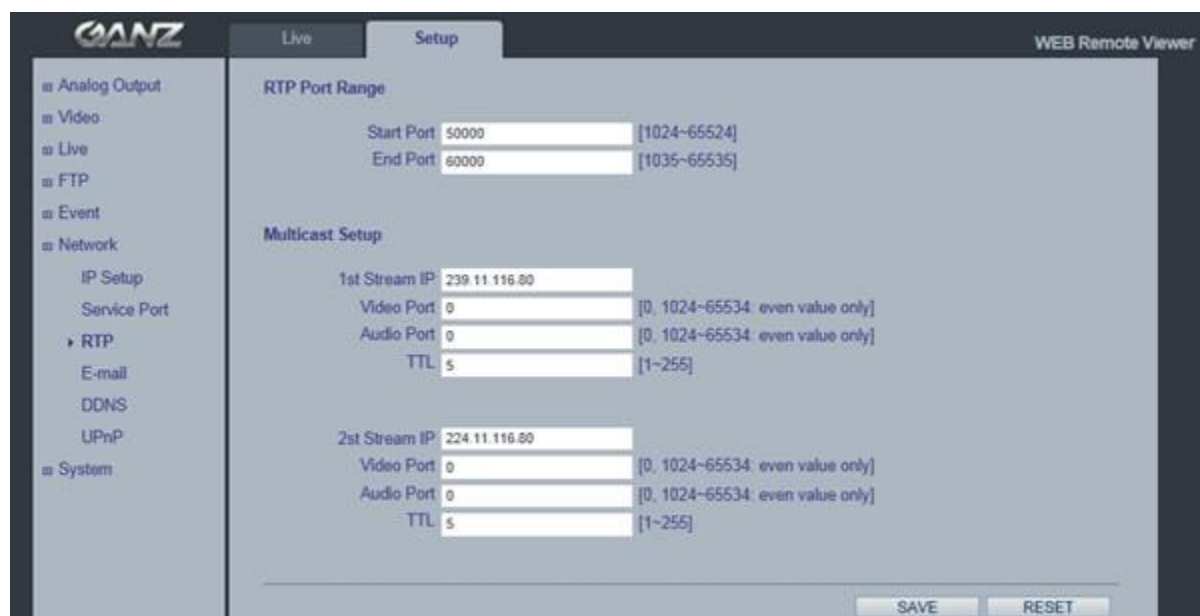 GANZ
Live
Setup
WEB Remote Viewer
Analog Output
Video
Live
FTP
Event
Network
IP Setup
Service Port
RTP
E-mail
DDNS
UPnP
System
RTP Port Range
Start Port 50000 [1024~65524]
End Port 60000 [1035~65535]
Multicast Setup
1st Stream IP 239.11.116.80
Video Port 0 [0, 1024~65534: even value only]
Audio Port 0 [0, 1024~65534: even value only]
TTL 5 [1~255]
2st Stream IP 224.11.116.80
Video Port 0 [0, 1024~65534: even value only]
Audio Port 0 [0, 1024~65534: even value only]
TTL 5 [1~255]
SAVE
RESET